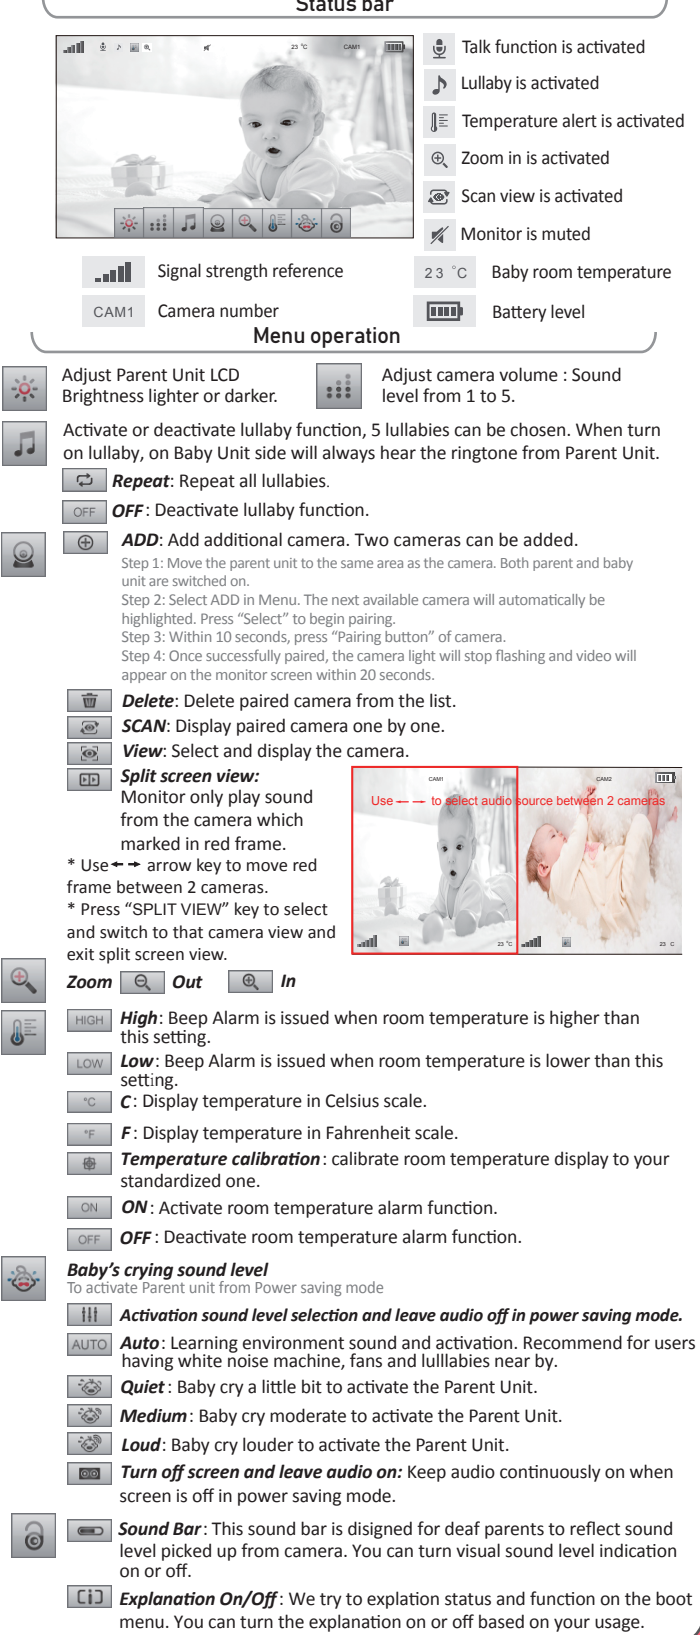 Status bar
23 °C
CAM1
Talk function is activated
Lullaby is activated
Temperature alert is activated
Zoom in is activated
Scan view is activated
Monitor is muted
Signal strength reference
23 °C
Baby room temperature
CAM1
Camera number
Battery level
Menu operation
Adjust Parent Unit LCD
Brightness lighter or darker.
Adjust camera volume : Sound
level from 1 to 5.
Activate or deactivate lullaby function, 5 lullabies can be chosen. When turn
on lullaby, on Baby Unit side will always hear the ringtone from Parent Unit.
Repeat: Repeat all lullabies.
OFF OFF: Deactivate lullaby function.
ADD: Add additional camera. Two cameras can be added.
Step 1: Move the parent unit to the same area as the camera. Both parent and baby
unit are switched on.
Step 2: Select ADD in Menu. The next available camera will automatically be
highlighted. Press “Select” to begin pairing.
Step 3: Within 10 seconds, press “Pairing button” of camera.
Step 4: Once successfully paired, the camera light will stop flashing and video will
appear on the monitor screen within 20 seconds.
Delete: Delete paired camera from the list.
SCAN: Display paired camera one by one.
View: Select and display the camera.
Split screen view:
Monitor only play sound
from the camera which
marked in red frame.
* Use ← → arrow key to move red
frame between 2 cameras.
* Press “SPLIT VIEW” key to select
and switch to that camera view and
exit split screen view.
CAM1
CAM2
Use ← → to select audio source between 2 cameras
23 °C
23 C
Zoom Out In
HIGH High: Beep Alarm is issued when room temperature is higher than
this setting.
LOW Low: Beep Alarm is issued when room temperature is lower than this
setting.
°C C: Display temperature in Celsius scale.
°F F: Display temperature in Fahrenheit scale.
Temperature calibration: calibrate room temperature display to your
standardized one.
ON ON: Activate room temperature alarm function.
OFF OFF: Deactivate room temperature alarm function.
Baby’s crying sound level
To activate Parent unit from Power saving mode
Activation sound level selection and leave audio off in power saving mode.
AUTO Auto: Learning environment sound and activation. Recommend for users
having white noise machine, fans and lulllabies near by.
Quiet: Baby cry a little bit to activate the Parent Unit.
Medium: Baby cry moderate to activate the Parent Unit.
Loud: Baby cry louder to activate the Parent Unit.
Turn off screen and leave audio on: Keep audio continuously on when
screen is off in power saving mode.
Sound Bar: This sound bar is disigned for deaf parents to reflect sound
level picked up from camera. You can turn visual sound level indication
on or off.
Explanation On/Off: We try to explation status and function on the boot
menu. You can turn the explanation on or off based on your usage.